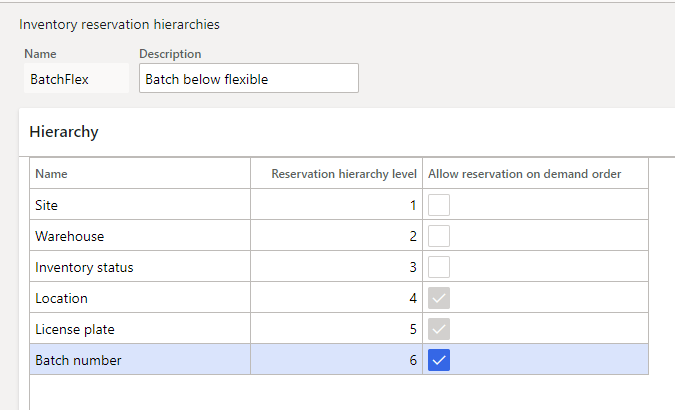 Inventory reservation hierarchies
Name Description
BatchFlex Batch below flexible
Hierarchy
Name Reservation hierarchy level Allow reservation on demand order
Site 1
Warehouse 2
Inventory status 3
Location 4
License plate 5
Batch number 6